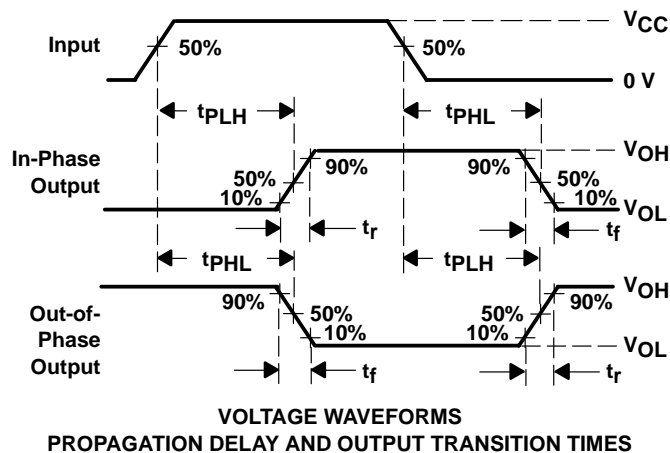 VCC
Input
50%
50%
0 V
tPLH
tPHL
In-Phase
Output
VOH
90%
90%
50%
50%
10%
10%
VOL
tr
tf
tPHL
tPLH
Out-of-
Phase
Output
VOH
90%
90%
50%
50%
10%
10%
VOL
tf
tr
VOLTAGE WAVEFORMS
PROPAGATION DELAY AND OUTPUT TRANSITION TIMES